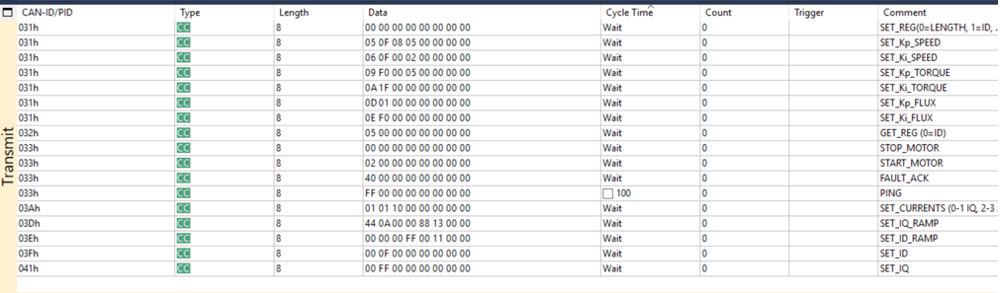 CAN-ID/PID Type Length Data Cycle Time Count Trigger Comment
031h CC 8 00 00 00 00 00 00 00 00 Wait 0 SET_REG(0=LENGTH, 1=ID, ..
031h CC 8 05 0F 08 05 00 00 00 00 Wait 0 SET_Kp_SPEED
031h CC 8 06 0F 00 02 00 00 00 00 Wait 0 SET_Ki_SPEED
031h CC 8 09 F0 00 05 00 00 00 00 Wait 0 SET_Kp_TORQUE
031h CC 8 0A 1F 00 00 00 00 00 00 Wait 0 SET_Ki_TORQUE
031h CC 8 0D 01 00 00 00 00 00 00 Wait 0 SET_Kp_FLUX
031h CC 8 0E F0 00 00 00 00 00 00 Wait 0 SET_Ki_FLUX
032h CC 8 05 00 00 00 00 00 00 00 Wait 0 GET_REG (0=ID)
033h CC 8 00 00 00 00 00 00 00 00 Wait 0 STOP_MOTOR
033h CC 8 02 00 00 00 00 00 00 00 Wait 0 START_MOTOR
033h CC 8 40 00 00 00 00 00 00 00 Wait 0 FAULT_ACK
033h CC 8 FF 00 00 00 00 00 00 00 100 0 PING
03Ah CC 8 01 01 10 00 00 00 00 00 Wait 0 SET_CURRENTS (0-1 IQ, 2-3 .
03Dh CC 8 44 0A 00 00 88 13 00 00 Wait 0 SET_IQ_RAMP
03Eh CC 8 00 00 00 FF 00 11 00 00 Wait 0 SET_ID_RAMP
03Fh CC 8 00 0F 00 00 00 00 00 00 Wait 0 SET_ID
041h CC 8 00 FF 00 00 00 00 00 00 Wait 0 SET_IQ
Transmit